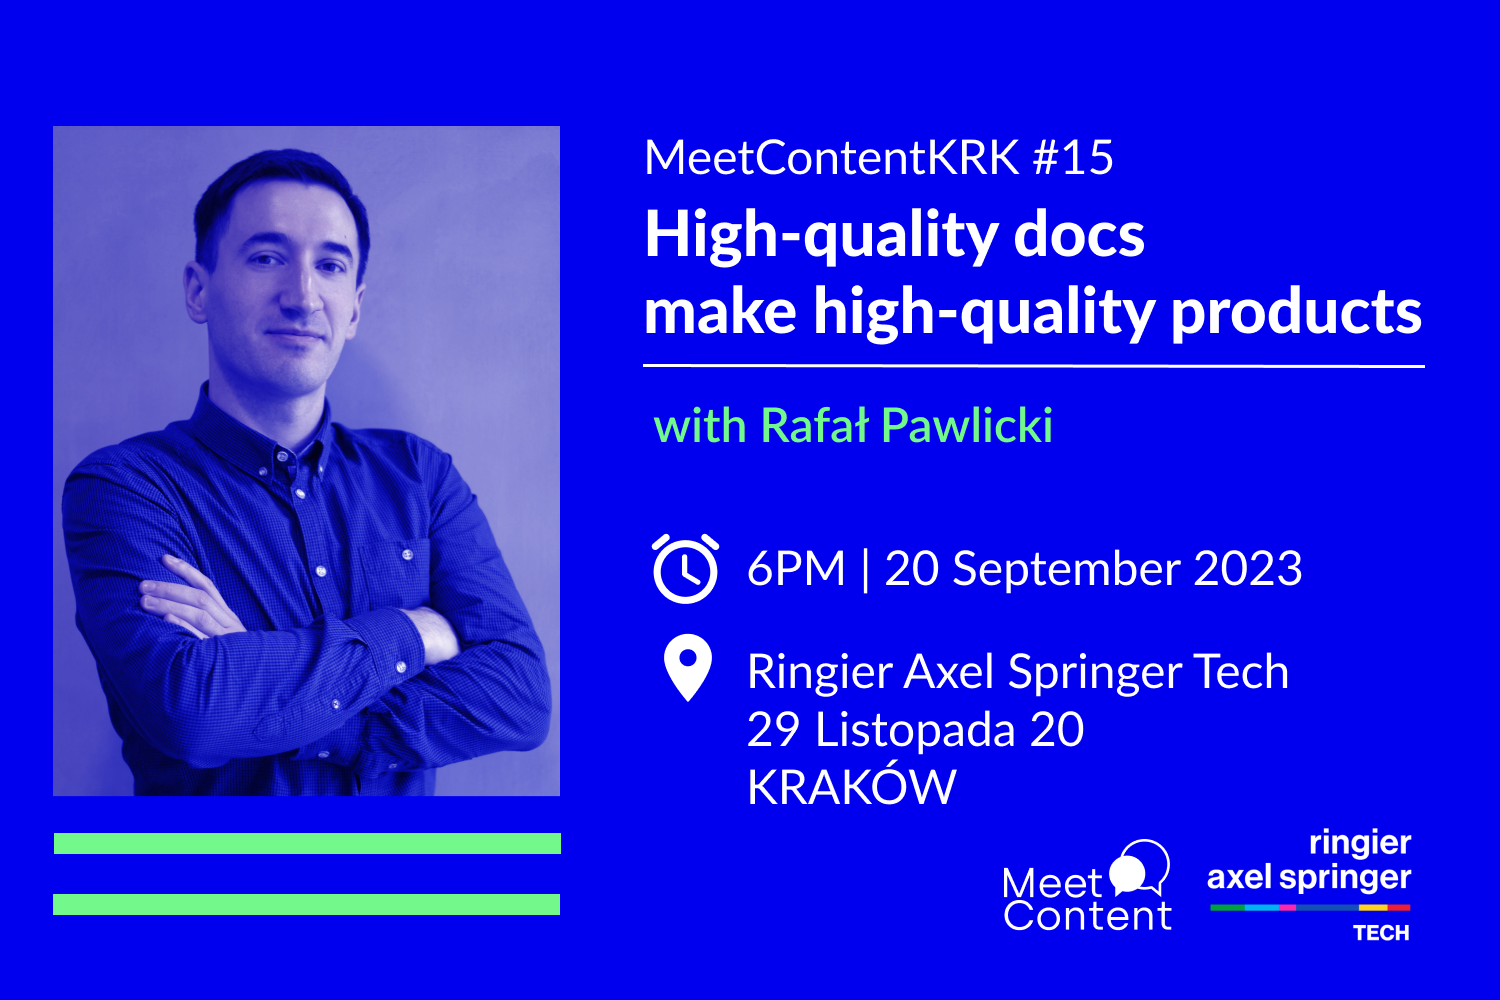 MeetContentKRK #15
High-quality docs
make high-quality products
with Rafał Pawlicki
6PM | 20 September 2023
Ringier Axel Springer Tech
29 Listopada 20
KRAKÓW
Meet
Content
ringier
axel springer
TECH